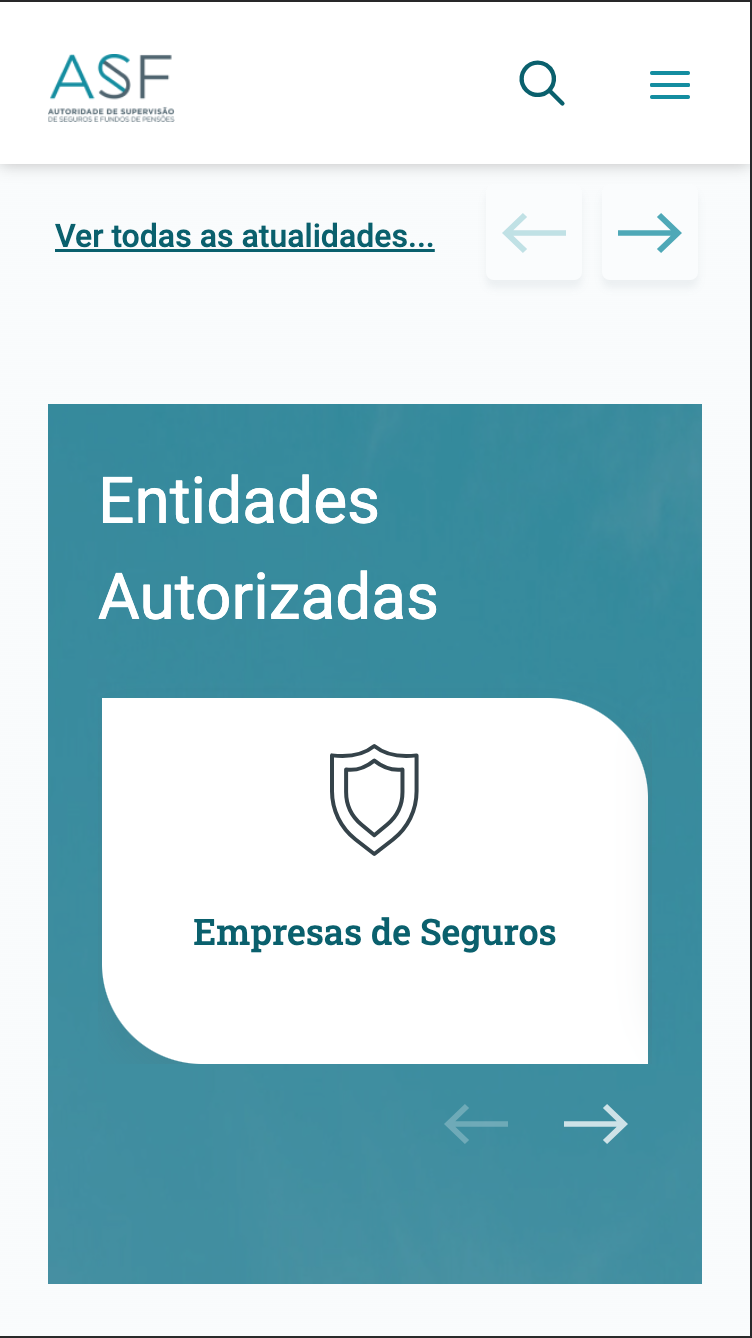 ASF
AUTORIDADE DE SUPERVISÃO
DE SEGUROS E FUNDOS DE PENSÕES
Ver todas as atualidades...
Entidades
Autorizadas
Empresas de Seguros